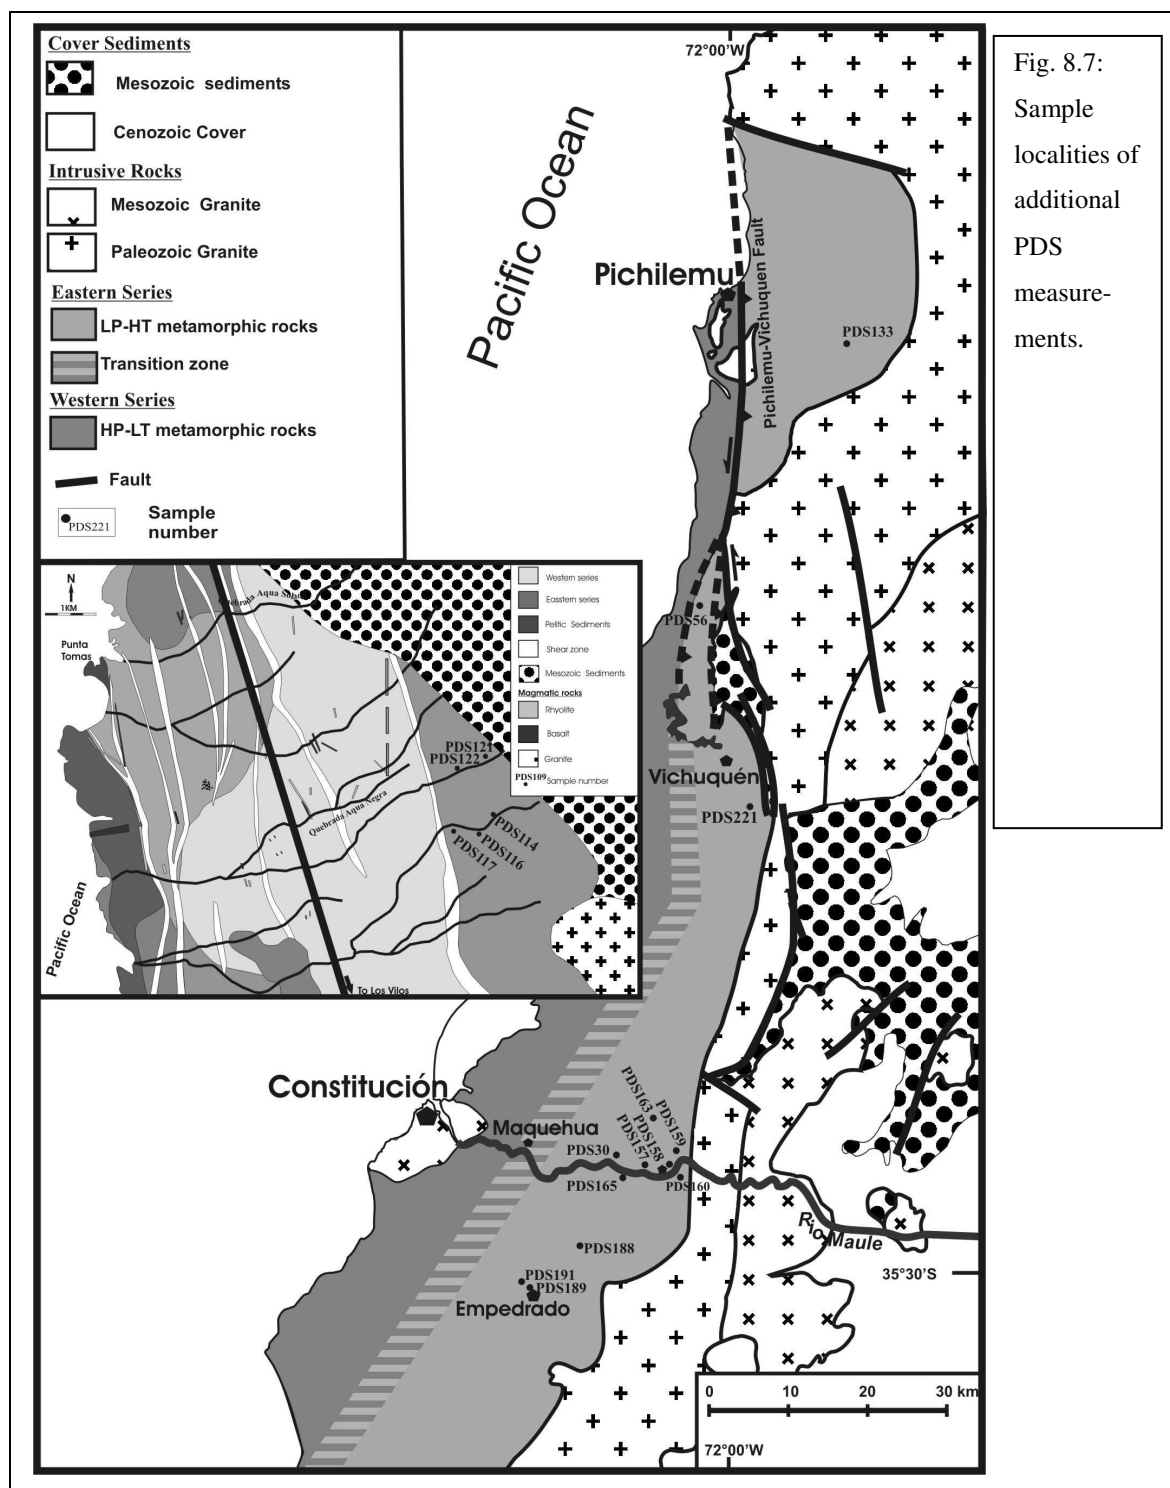 Cover Sediments
Mesozoic sediments
Cenozoic Cover
Intrusive Rocks
Mesozoic Granite
Paleozoic Granite
Eastern Series
LP-HT metamorphic rocks
Transition zone
Western Series
HP-LT metamorphic rocks
Fault
PDS221
Sample
number
72°00'W
Pacific Ocean
Pichilemu
Pichilemu-Vichuquen Fault
PDS133
PDS56
Vichuquén
PDS221
N
1KM
Punta
Tomas
Quebrada Aqua
PDS121
PDS122
Quebrada Aqua Negra
PDS114
PDS116
PDS117
Pacific Ocean
To Los Vilos
Western series
Easstern series
Pelitic Sediments
Shear zone
Mesozoic Sediments
Magmatic rocks
Rhyolite
Basalt
Granite
PDS109
Sample number
Constitución
Maquehua
PDS163
PDS159
PDS158
PDS157
PDS30
PDS165
PDS160
Rio Maule
PDS188
35°30'S
PDS191
PDS189
Empedrado
0 10 20 30 km
72°00'W
Fig. 8.7:
Sample
localities of
additional
PDS
measure-
ments.